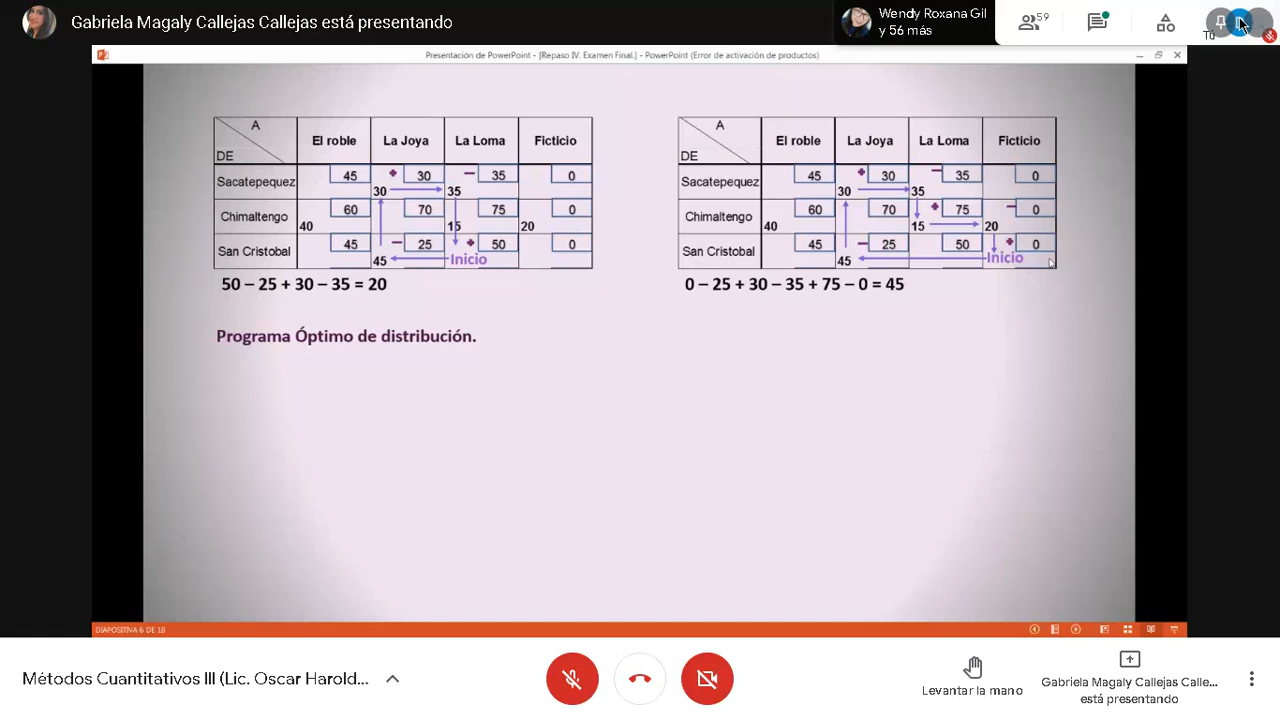 Gabriela Magaly Callejas Callejas está presentando
Wendy Roxana Gil
y 56 más
59
Tú
Presentación de PowerPoint - [Repaso IV. Examen Final.] - PowerPoint (Error de activación de productos)
A
DE
El roble
La Joya
La Loma
Ficticio
Sacatepequez
45
+ 30
− 35
0
30
35
Chimaltengo
60
70
75
0
40
15
20
San Cristobal
45
− 25
+ 50
0
45
Inicio
50 – 25 + 30 – 35 = 20
A
DE
El roble
La Joya
La Loma
Ficticio
Sacatepequez
45
+ 30
− 35
0
30
35
Chimaltengo
60
70
+ 75
− 0
40
15
20
San Cristobal
45
− 25
50
+ 0
45
Inicio
0 – 25 + 30 – 35 + 75 – 0 = 45
Programa Óptimo de distribución.
DIAPOSITIVA 6 DE 18
Métodos Cuantitativos III (Lic. Oscar Harold...
Levantar la mano
Gabriela Magaly Callejas Calle...
está presentando